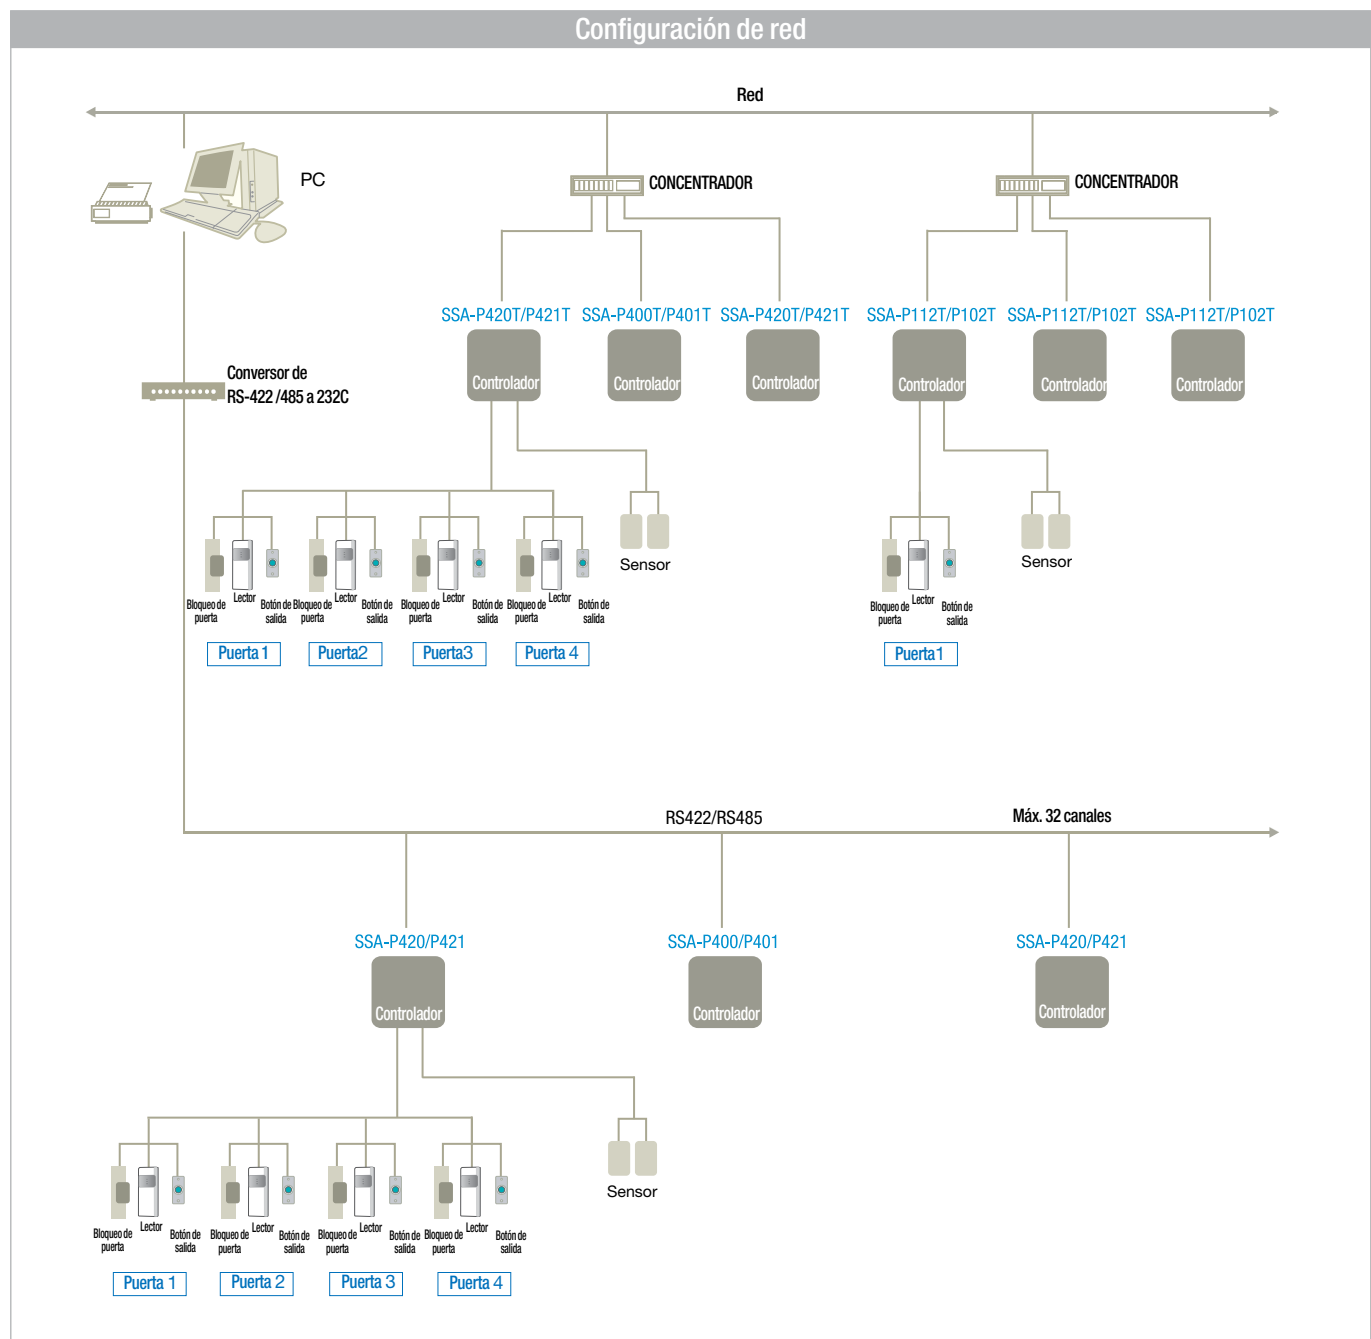 Configuración de red
Red
PC
CONCENTRADOR
CONCENTRADOR
SSA-P420T/P421T
SSA-P400T/P401T
SSA-P420T/P421T
SSA-P112T/P102T
SSA-P112T/P102T
SSA-P112T/P102T
Controlador
Controlador
Controlador
Controlador
Controlador
Controlador
Conversor de
RS-422 /485 a 232C
Sensor
Sensor
Bloqueo de
puerta
Lector
Botón de
salida
Bloqueo de
puerta
Lector
Botón de
salida
Bloqueo de
puerta
Lector
Botón de
salida
Bloqueo de
puerta
Lector
Botón de
salida
Bloqueo de
puerta
Lector
Botón de
salida
Puerta 1
Puerta2
Puerta3
Puerta 4
Puerta1
RS422/RS485
Máx. 32 canales
SSA-P420/P421
SSA-P400/P401
SSA-P420/P421
Controlador
Controlador
Controlador
Sensor
Bloqueo de
puerta
Lector
Botón de
salida
Bloqueo de
puerta
Lector
Botón de
salida
Bloqueo de
puerta
Lector
Botón de
salida
Bloqueo de
puerta
Lector
Botón de
salida
Puerta 1
Puerta 2
Puerta 3
Puerta 4